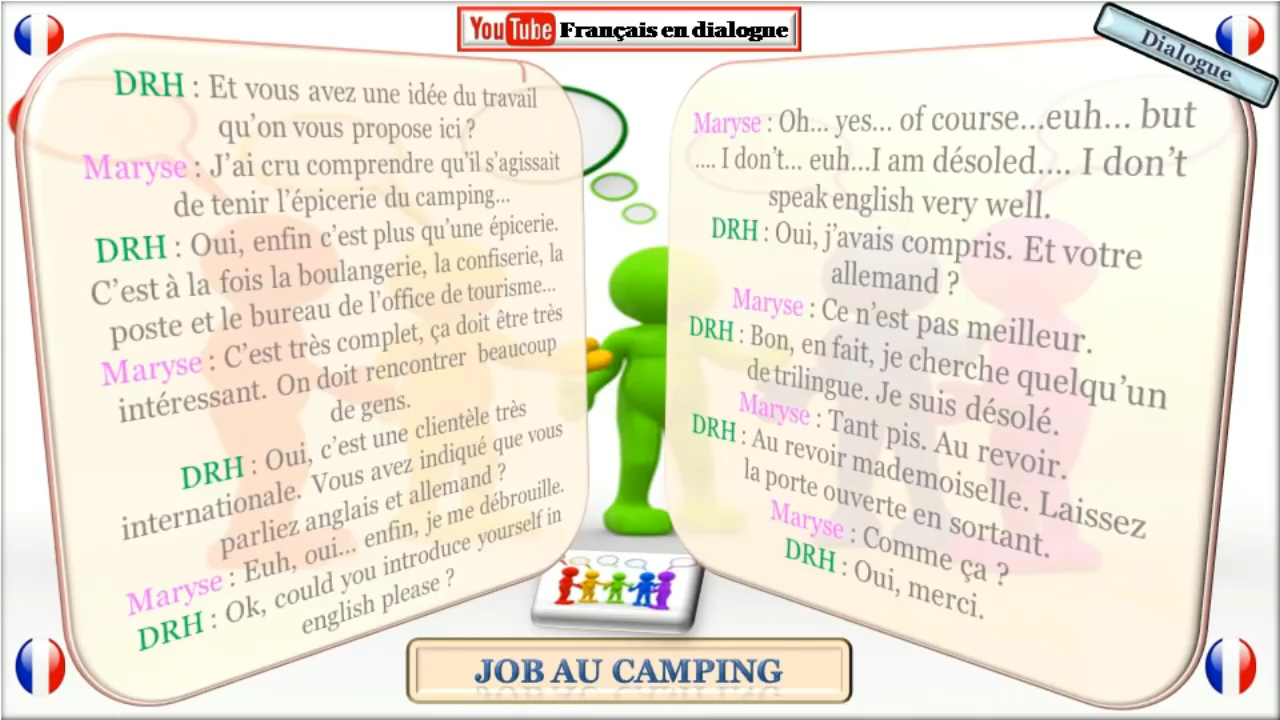 YouTube Français en dialogue
Dialogue
DRH : Et vous avez une idée du travail
qu'on vous propose ici ?
Maryse : J'ai cru comprendre qu'il s'agissait
de tenir l'épicerie du camping...
DRH : Oui, enfin c'est plus qu'une épicerie.
C'est à la fois la boulangerie, la confiserie, la
poste et le bureau de l'office de tourisme...
Maryse : C'est très complet, ça doit être très
intéressant. On doit rencontrer beaucoup
de gens.
DRH : Oui, c'est une clientèle très
internationale. Vous avez indiqué que vous
parliez anglais et allemand ?
Maryse : Euh, oui... enfin, je me débrouille.
DRH : Ok, could you introduce yourself in
english please ?
Maryse : Oh... yes... of course...euh... but
.... I don't... euh...I am désoled.... I don't
speak english very well.
DRH : Oui, j'avais compris. Et votre
allemand ?
Maryse : Ce n'est pas meilleur.
DRH : Bon, en fait, je cherche quelqu'un
de trilingue. Je suis désolé.
Maryse : Tant pis. Au revoir.
DRH : Au revoir mademoiselle. Laissez
la porte ouverte en sortant.
Maryse : Comme ça ?
DRH : Oui, merci.
JOB AU CAMPING